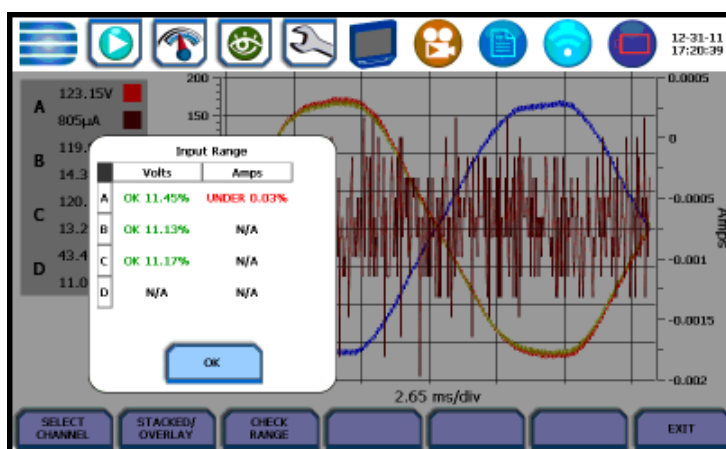 12-31-11
17:20:39
A 123.15V
805µA
B 119.
14.3
C 120.
13.2
D 43.4
11.0
200
150
0.0005
0
-0.0005
-0.001
-0.0015
-0.002
Amps
2.65 ms/div
Input Range
Volts Amps
A OK 11.45% UNDER 0.03%
B OK 11.13% N/A
C OK 11.17% N/A
D N/A N/A
OK
SELECT CHANNEL
STACKED/ OVERLAY
CHECK RANGE
EXIT